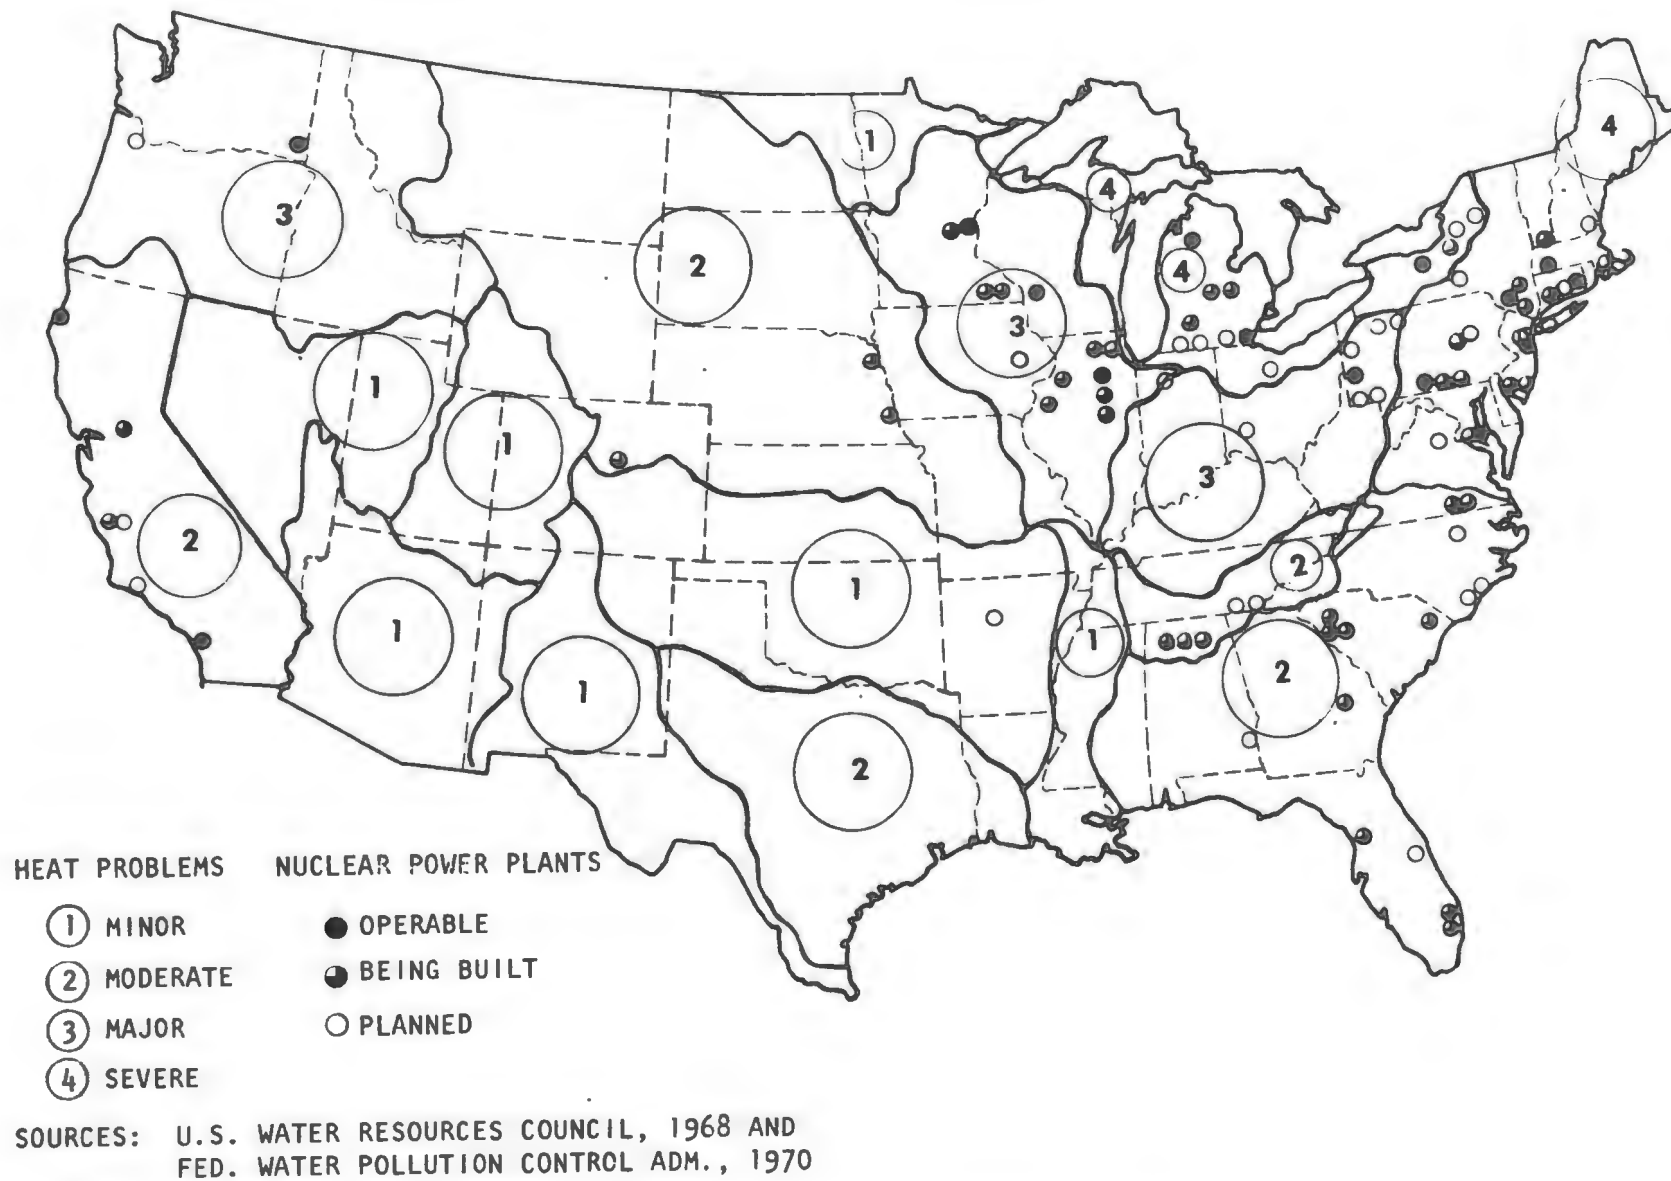 1
4
4
3
2
4
3
1
1
3
2
2
1
1
1
1
2
2
HEAT PROBLEMS NUCLEAR POWER PLANTS
1 MINOR OPERABLE
2 MODERATE BEING BUILT
3 MAJOR PLANNED
4 SEVERE
SOURCES: U.S. WATER RESOURCES COUNCIL, 1968 AND
FED. WATER POLLUTION CONTROL ADM., 1970